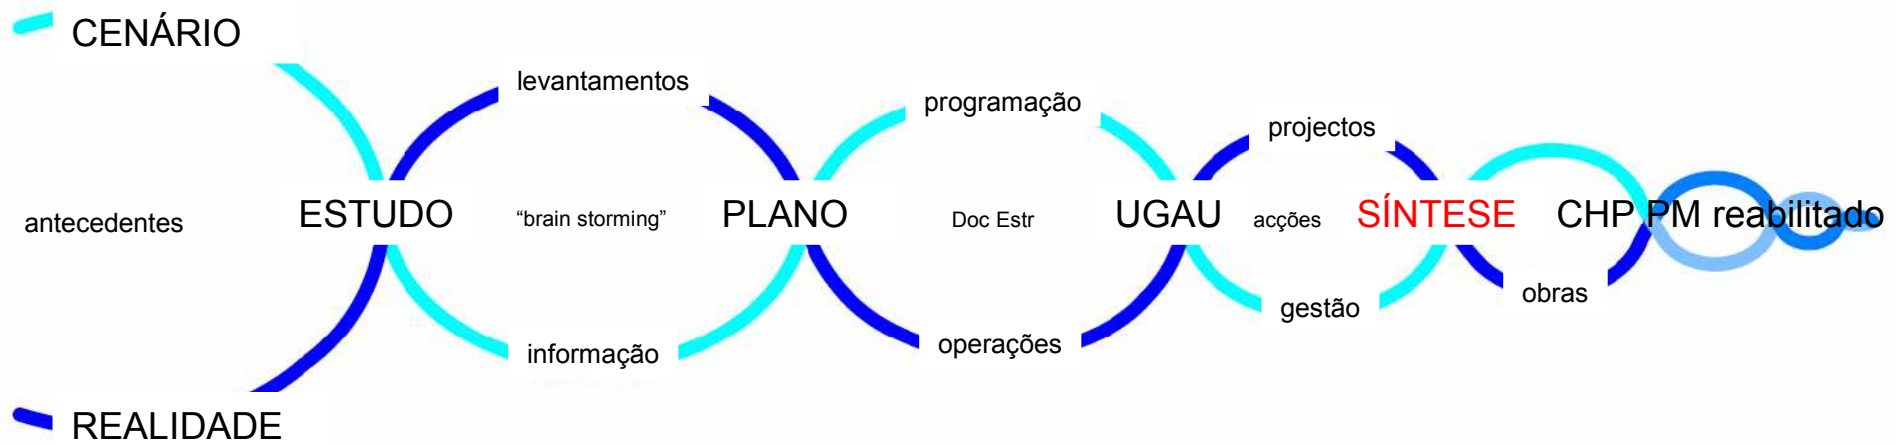 CENÁRIO
levantamentos
programação
projectos
antecedentes
ESTUDO
“brain storming”
PLANO
Doc Estr
UGAU
acções
SÍNTESE
CHP PM reabilitado
informação
operações
gestão
obras
REALIDADE